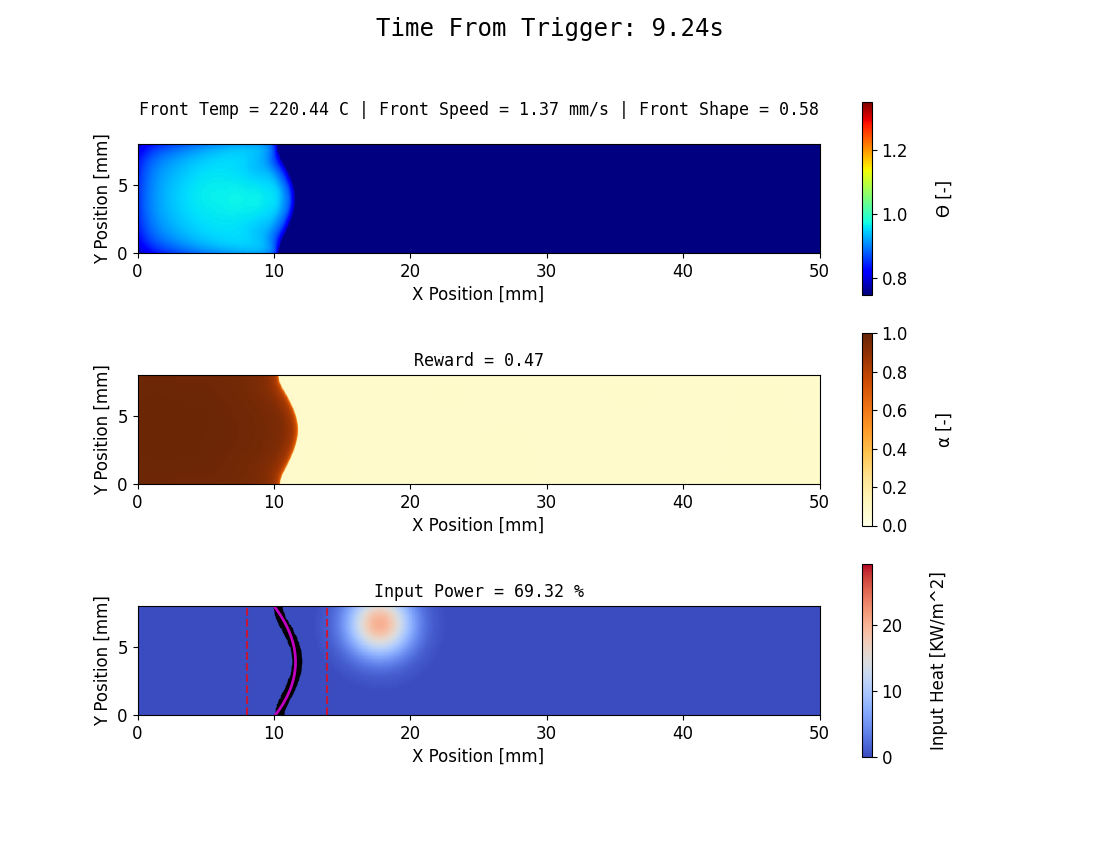 Time From Trigger: 9.24s
Front Temp = 220.44 C | Front Speed = 1.37 mm/s | Front Shape = 0.58
Y Position [mm]
5
0
0
10
20
30
40
50
X Position [mm]
1.2
1.0
0.8
Θ [-]
Reward = 0.47
Y Position [mm]
5
0
0
10
20
30
40
50
X Position [mm]
1.0
0.8
0.6
0.4
0.2
0.0
α [-]
Input Power = 69.32 %
Y Position [mm]
5
0
0
10
20
30
40
50
X Position [mm]
20
10
0
Input Heat [KW/m^2]